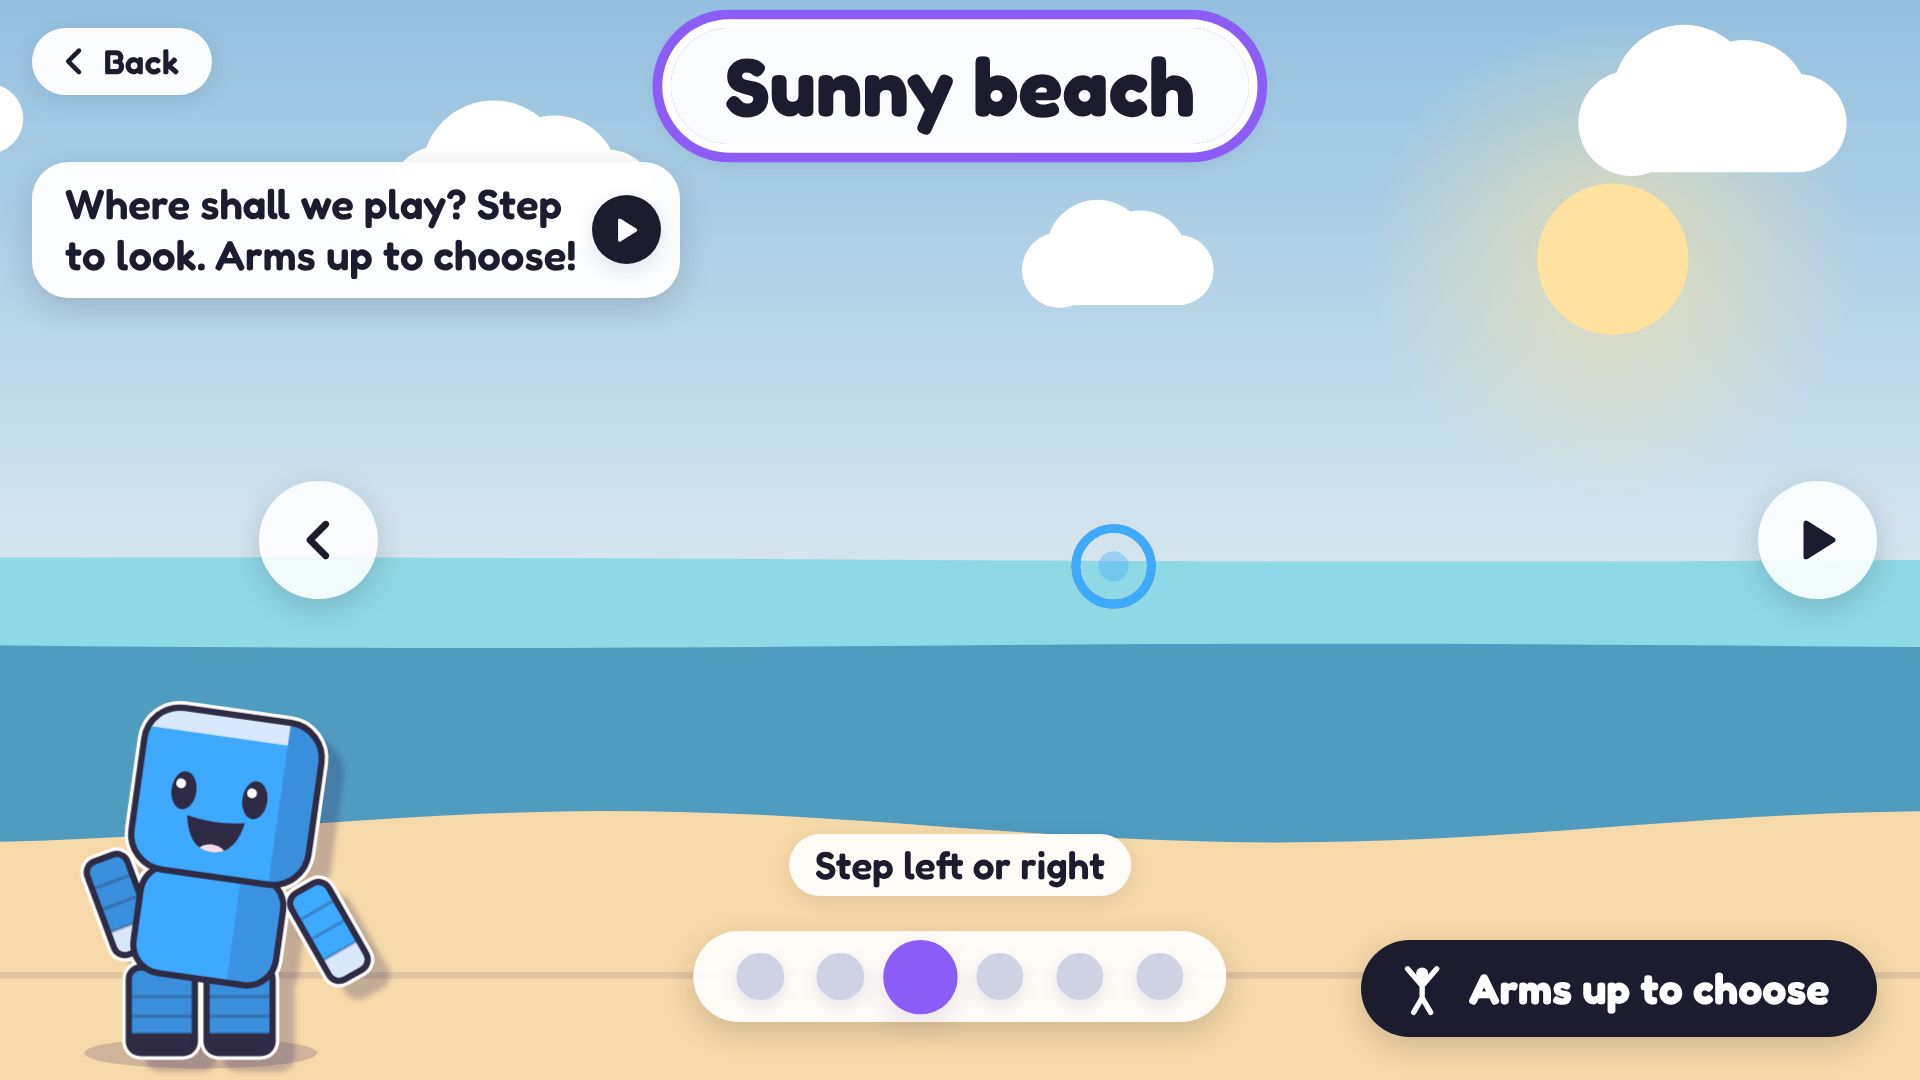 Back
Sunny beach
Where shall we play? Step
to look. Arms up to choose!
Step left or right
Arms up to choose